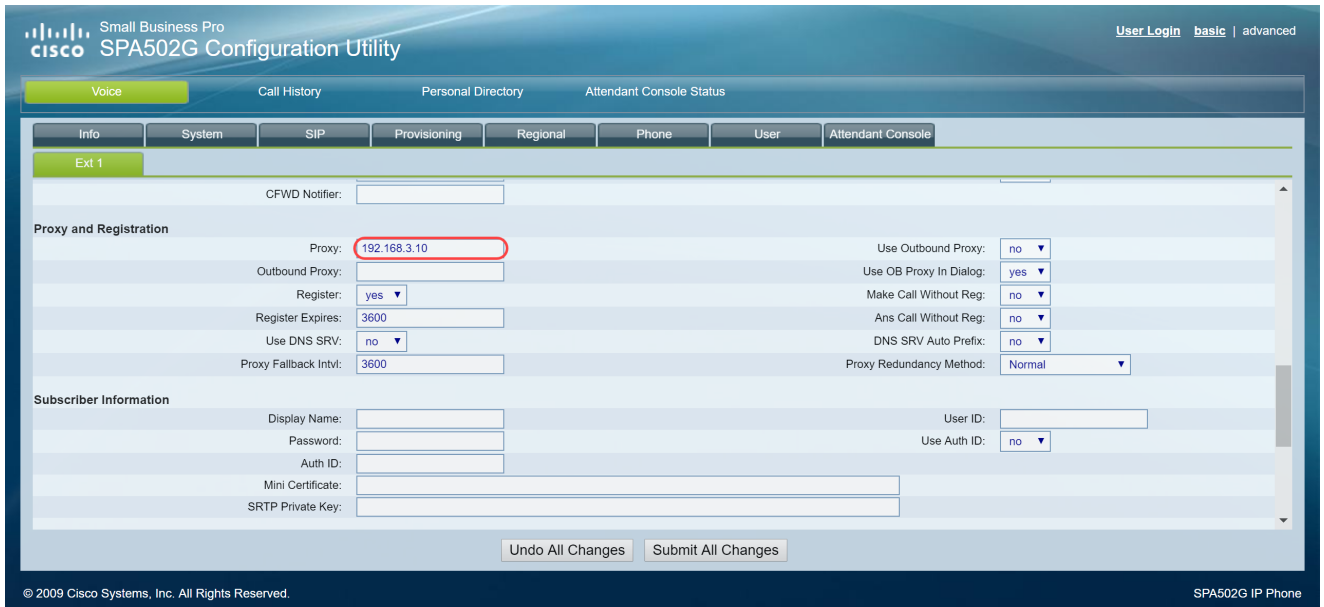 Small Business Pro
cisco SPA502G Configuration Utility
User Login basic | advanced
Voice Call History Personal Directory Attendant Console Status
Info System SIP Provisioning Regional Phone User Attendant Console
Ext 1
CFWD Notifier:
Proxy and Registration
Proxy: 192.168.3.10 Use Outbound Proxy: no
Outbound Proxy: Use OB Proxy In Dialog: yes
Register: yes Make Call Without Reg: no
Register Expires: 3600 Ans Call Without Reg: no
Use DNS SRV: no DNS SRV Auto Prefix: no
Proxy Fallback Intvl: 3600 Proxy Redundancy Method: Normal
Subscriber Information
Display Name: User ID:
Password: Use Auth ID: no
Auth ID:
Mini Certificate:
SRTP Private Key:
Undo All Changes Submit All Changes
© 2009 Cisco Systems, Inc. All Rights Reserved. SPA502G IP Phone